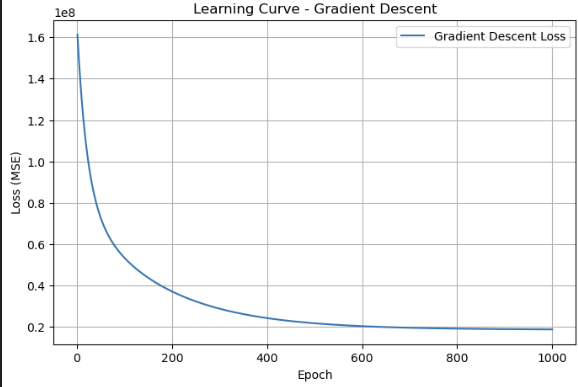 Learning Curve - Gradient Descent
1e8
Gradient Descent Loss
1.6
1.4
1.2
1.0
0.8
0.6
0.4
0.2
Loss (MSE)
0 200 400 600 800 1000
Epoch